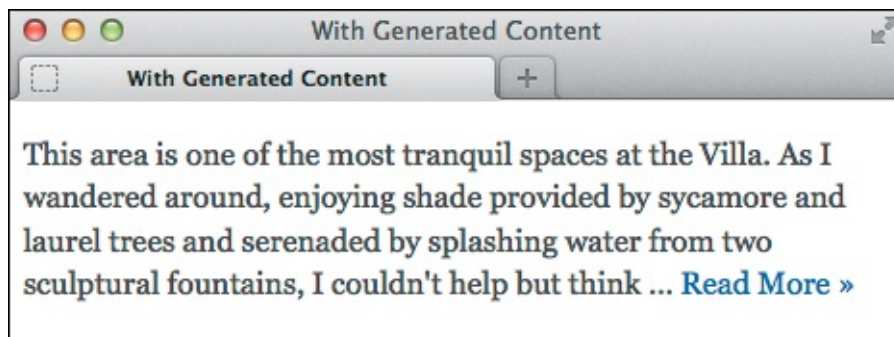 With Generated Content
With Generated Content
This area is one of the most tranquil spaces at the Villa. As I
wandered around, enjoying shade provided by sycamore and
laurel trees and serenaded by splashing water from two
sculptural fountains, I couldn't help but think ... Read More »